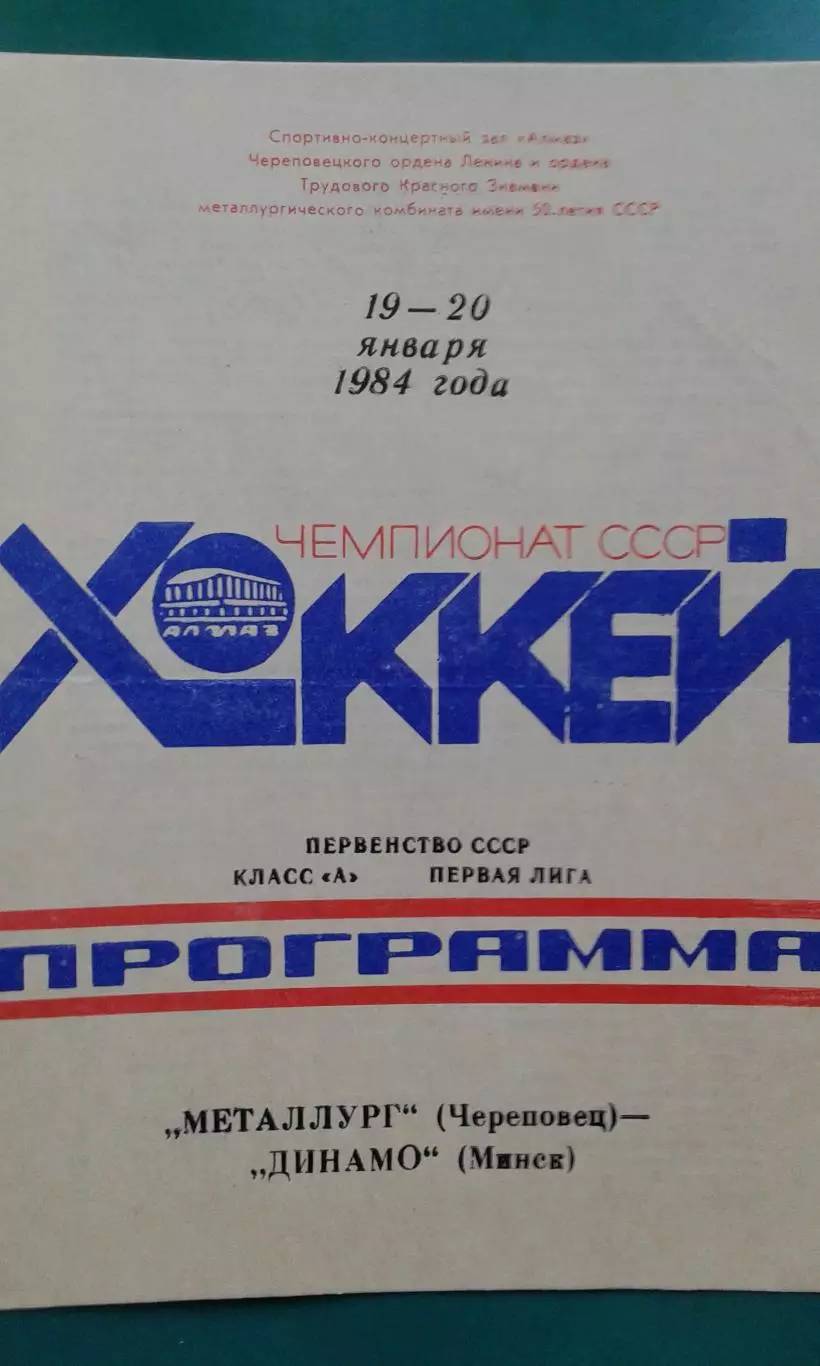 Спортивно-концертный зал «Алмаз»
Череповецкого ордена Ленина и ордена
Трудового Красного Знамени
металлургического комбината имени 50-летия СССР
19—20
января
1984 года
ЧЕМПИОНАТ СССР
ХОККЕЙ
АЛМАЗ
ПЕРВЕНСТВО СССР
КЛАСС «А» ПЕРВАЯ ЛИГА
ПРОГРАММА
„МЕТАЛЛУРГ“ (Череповец)—
„ДИНАМО“ (Минск)